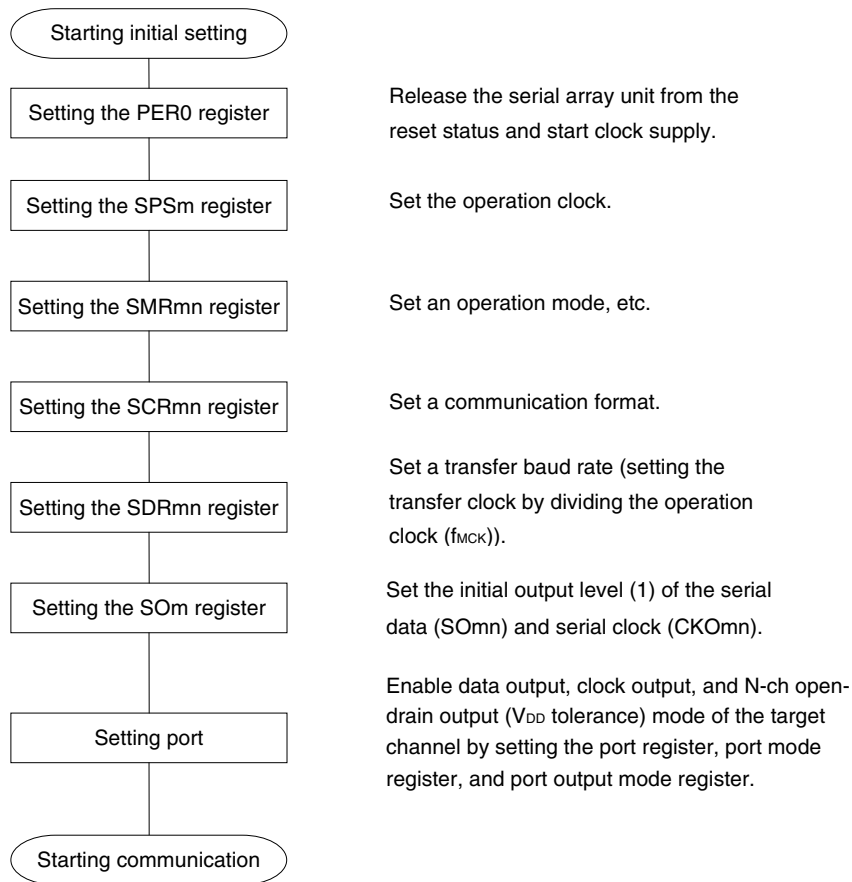 Starting initial setting
Setting the PER0 register
Release the serial array unit from the
reset status and start clock supply.
Setting the SPSm register
Set the operation clock.
Setting the SMRmn register
Set an operation mode, etc.
Setting the SCRmn register
Set a communication format.
Setting the SDRmn register
Set a transfer baud rate (setting the
transfer clock by dividing the operation
clock (fMCK)).
Setting the SOm register
Set the initial output level (1) of the serial
data (SOmn) and serial clock (CKOmn).
Setting port
Enable data output, clock output, and N-ch open-
drain output (VDD tolerance) mode of the target
channel by setting the port register, port mode
register, and port output mode register.
Starting communication